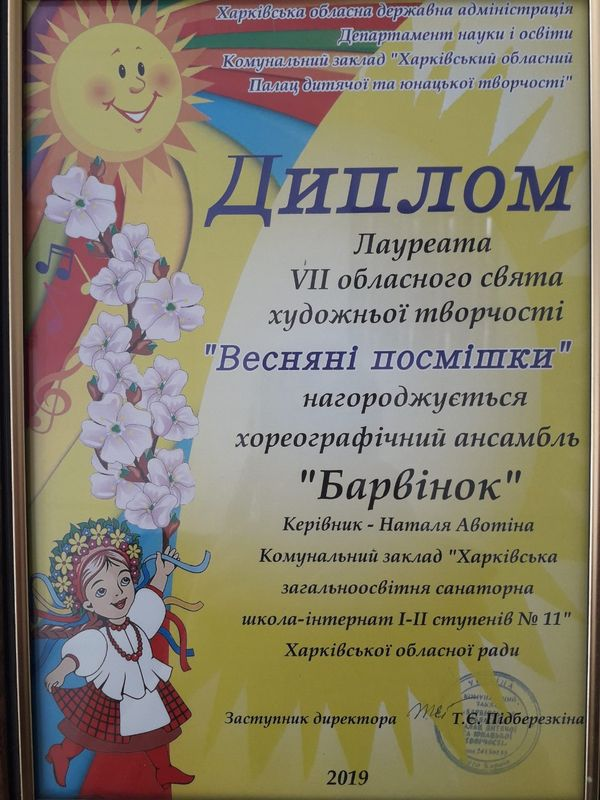 Харківська обласна державна адміністрація
Департамент науки і освіти
Комунальний заклад "Харківський обласний
Палац дитячої та юнацької творчості"
Диплом
Лауреата
VII обласного свята
художньої творчості
"Весняні посмішки"
нагороджується
хореографічний ансамбль
"Барвінок"
Керівник - Наталя Авотіна
Комунальний заклад "Харківська
загальноосвітня санаторна
школа-інтернат І-ІІ ступенів № 11"
Харківської обласної ради
Заступник директора Т.Є. Підберезкіна
2019